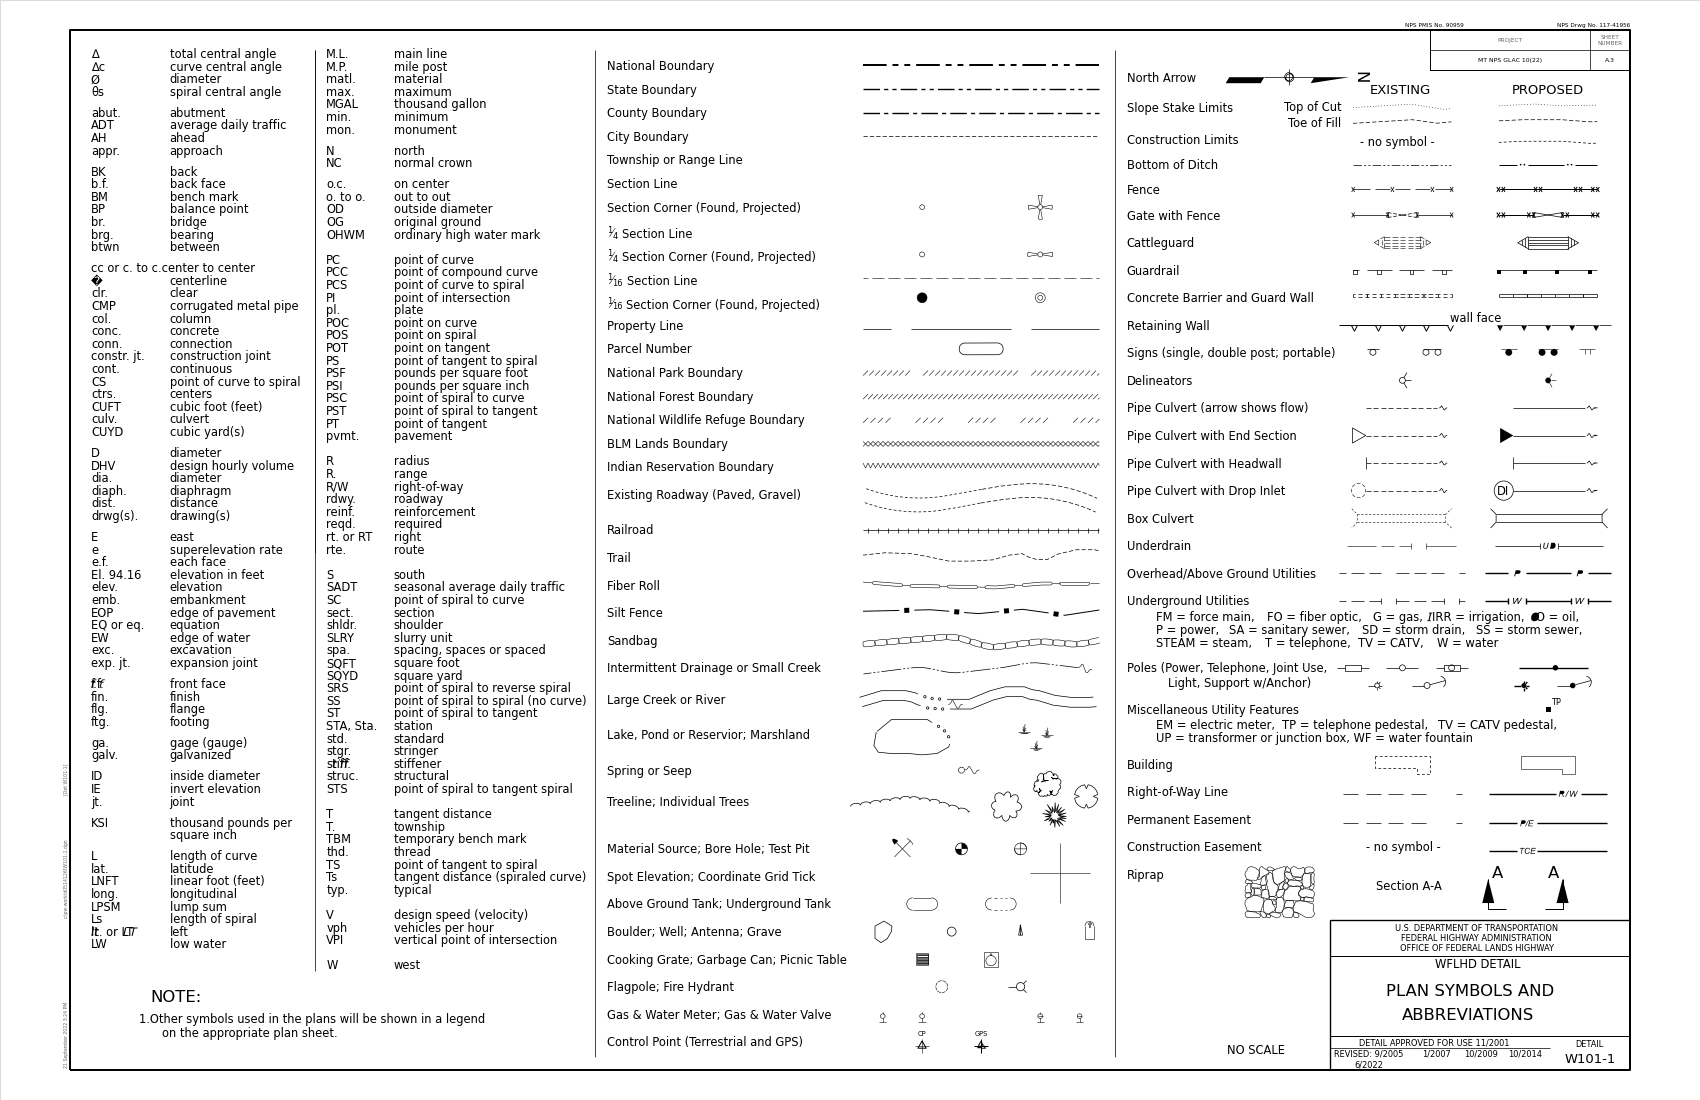 NPS PMIS No. 90959
NPS Drwg No. 117-41956
PROJECT
SHEET
NUMBER
MT NPS GLAC 10(22)
A.3
Δ total central angle
Δc curve central angle
Ø diameter
θs spiral central angle
abut. abutment
ADT average daily traffic
AH ahead
appr. approach
BK back
b.f. back face
BM bench mark
BP balance point
br. bridge
brg. bearing
btwn between
cc or c. to c.center to center
� centerline
clr. clear
CMP corrugated metal pipe
col. column
conc. concrete
conn. connection
constr. jt. construction joint
cont. continuous
CS point of curve to spiral
ctrs. centers
CUFT cubic foot (feet)
culv. culvert
CUYD cubic yard(s)
D diameter
DHV design hourly volume
dia. diameter
diaph. diaphragm
dist. distance
drwg(s). drawing(s)
E east
e superelevation rate
e.f. each face
El. 94.16 elevation in feet
elev. elevation
emb. embankment
EOP edge of pavement
EQ or eq. equation
EW edge of water
exc. excavation
exp. jt. expansion joint
f.f. front face
fin. finish
flg. flange
ftg. footing
ga. gage (gauge)
galv. galvanized
ID inside diameter
IE invert elevation
jt. joint
KSI thousand pounds per
square inch
L length of curve
lat. latitude
LNFT linear foot (feet)
long. longitudinal
LPSM lump sum
Ls length of spiral
lt. or LT left
LW low water
NOTE:
1.Other symbols used in the plans will be shown in a legend
on the appropriate plan sheet.
M.L. main line
M.P. mile post
matl. material
max. maximum
MGAL thousand gallon
min. minimum
mon. monument
N north
NC normal crown
o.c. on center
o. to o. out to out
OD outside diameter
OG original ground
OHWM ordinary high water mark
PC point of curve
PCC point of compound curve
PCS point of curve to spiral
PI point of intersection
pl. plate
POC point on curve
POS point on spiral
POT point on tangent
PS point of tangent to spiral
PSF pounds per square foot
PSI pounds per square inch
PSC point of spiral to curve
PST point of spiral to tangent
PT point of tangent
pvmt. pavement
R radius
R. range
R/W right-of-way
rdwy. roadway
reinf. reinforcement
reqd. required
rt. or RT right
rte. route
S south
SADT seasonal average daily traffic
SC point of spiral to curve
sect. section
shldr. shoulder
SLRY slurry unit
spa. spacing, spaces or spaced
SQFT square foot
SQYD square yard
SRS point of spiral to reverse spiral
SS point of spiral to spiral (no curve)
ST point of spiral to tangent
STA, Sta. station
std. standard
stgr. stringer
stiff. stiffener
struc. structural
STS point of spiral to tangent spiral
T tangent distance
T. township
TBM temporary bench mark
thd. thread
TS point of tangent to spiral
Ts tangent distance (spiraled curve)
typ. typical
V design speed (velocity)
vph vehicles per hour
VPI vertical point of intersection
W west
National Boundary
State Boundary
County Boundary
City Boundary
Township or Range Line
Section Line
Section Corner (Found, Projected)
1/4 Section Line
1/4 Section Corner (Found, Projected)
1/16 Section Line
1/16 Section Corner (Found, Projected)
Property Line
Parcel Number
National Park Boundary
National Forest Boundary
National Wildlife Refuge Boundary
BLM Lands Boundary
Indian Reservation Boundary
Existing Roadway (Paved, Gravel)
Railroad
Trail
Fiber Roll
Silt Fence
Sandbag
Intermittent Drainage or Small Creek
Large Creek or River
Lake, Pond or Reservior; Marshland
Spring or Seep
Treeline; Individual Trees
Material Source; Bore Hole; Test Pit
Spot Elevation; Coordinate Grid Tick
Above Ground Tank; Underground Tank
Boulder; Well; Antenna; Grave
Cooking Grate; Garbage Can; Picnic Table
Flagpole; Fire Hydrant
Gas & Water Meter; Gas & Water Valve
Control Point (Terrestrial and GPS)
CP
GPS
North Arrow
N
EXISTING
PROPOSED
Slope Stake Limits
Top of Cut
Toe of Fill
Construction Limits
- no symbol -
Bottom of Ditch
Fence
Gate with Fence
Cattleguard
Guardrail
Concrete Barrier and Guard Wall
wall face
Retaining Wall
Signs (single, double post; portable)
Delineators
Pipe Culvert (arrow shows flow)
Pipe Culvert with End Section
Pipe Culvert with Headwall
Pipe Culvert with Drop Inlet
DI
Box Culvert
Underdrain
UD
Overhead/Above Ground Utilities
P P
Underground Utilities
W W
FM = force main, FO = fiber optic, G = gas, IRR = irrigation, O = oil,
P = power, SA = sanitary sewer, SD = storm drain, SS = storm sewer,
STEAM = steam, T = telephone, TV = CATV, W = water
Poles (Power, Telephone, Joint Use,
Light, Support w/Anchor)
TP
Miscellaneous Utility Features
EM = electric meter, TP = telephone pedestal, TV = CATV pedestal,
UP = transformer or junction box, WF = water fountain
Building
Right-of-Way Line
R/W
Permanent Easement
P/E
Construction Easement
- no symbol -
TCE
Riprap
Section A-A
A A
NO SCALE
U.S. DEPARTMENT OF TRANSPORTATION
FEDERAL HIGHWAY ADMINISTRATION
OFFICE OF FEDERAL LANDS HIGHWAY
WFLHD DETAIL
PLAN SYMBOLS AND
ABBREVIATIONS
DETAIL APPROVED FOR USE 11/2001
REVISED: 9/2005 1/2007 10/2009 10/2014
6/2022
DETAIL
W101-1
21 September 2022 3:24 PM